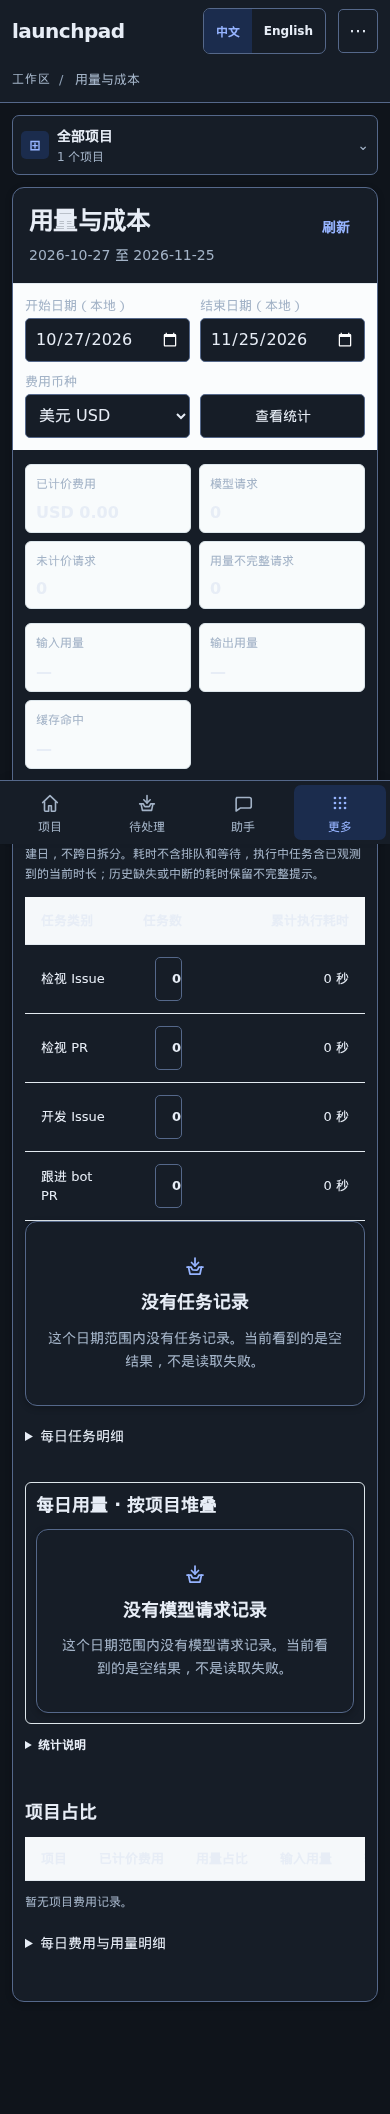 launchpad
中文
English
···
工作区 / 用量与成本
全部项目
1 个项目
用量与成本
刷新
2026-10-27 至 2026-11-25
开始日期（本地）
结束日期（本地）
10/27/2026
11/25/2026
费用币种
美元 USD
查看统计
已计价费用
USD 0.00
模型请求
0
未计价请求
0
用量不完整请求
0
输入用量
—
输出用量
—
缓存命中
—
项目
待处理
助手
更多
建日，不跨日拆分。耗时不含排队和等待，执行中任务含已观测
到的当前时长；历史缺失或中断的耗时保留不完整提示。
任务类别
任务数
累计执行耗时
检视 Issue
0
0 秒
检视 PR
0
0 秒
开发 Issue
0
0 秒
跟进 bot
PR
0
0 秒
没有任务记录
这个日期范围内没有任务记录。当前看到的是空
结果，不是读取失败。
每日任务明细
每日用量 · 按项目堆叠
没有模型请求记录
这个日期范围内没有模型请求记录。当前看
到的是空结果，不是读取失败。
统计说明
项目占比
项目
已计价费用
用量占比
输入用量
暂无项目费用记录。
每日费用与用量明细